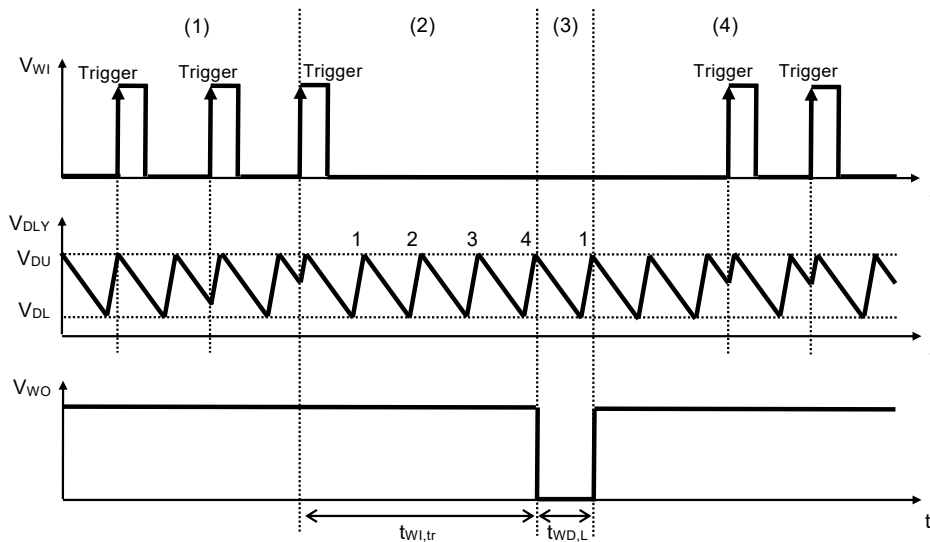 (1) (2) (3) (4)
VWI
Trigger Trigger Trigger Trigger Trigger
VDLY
VDU
1 2 3 4 1
VDL
VWO
t
tWI,tr tWD,L